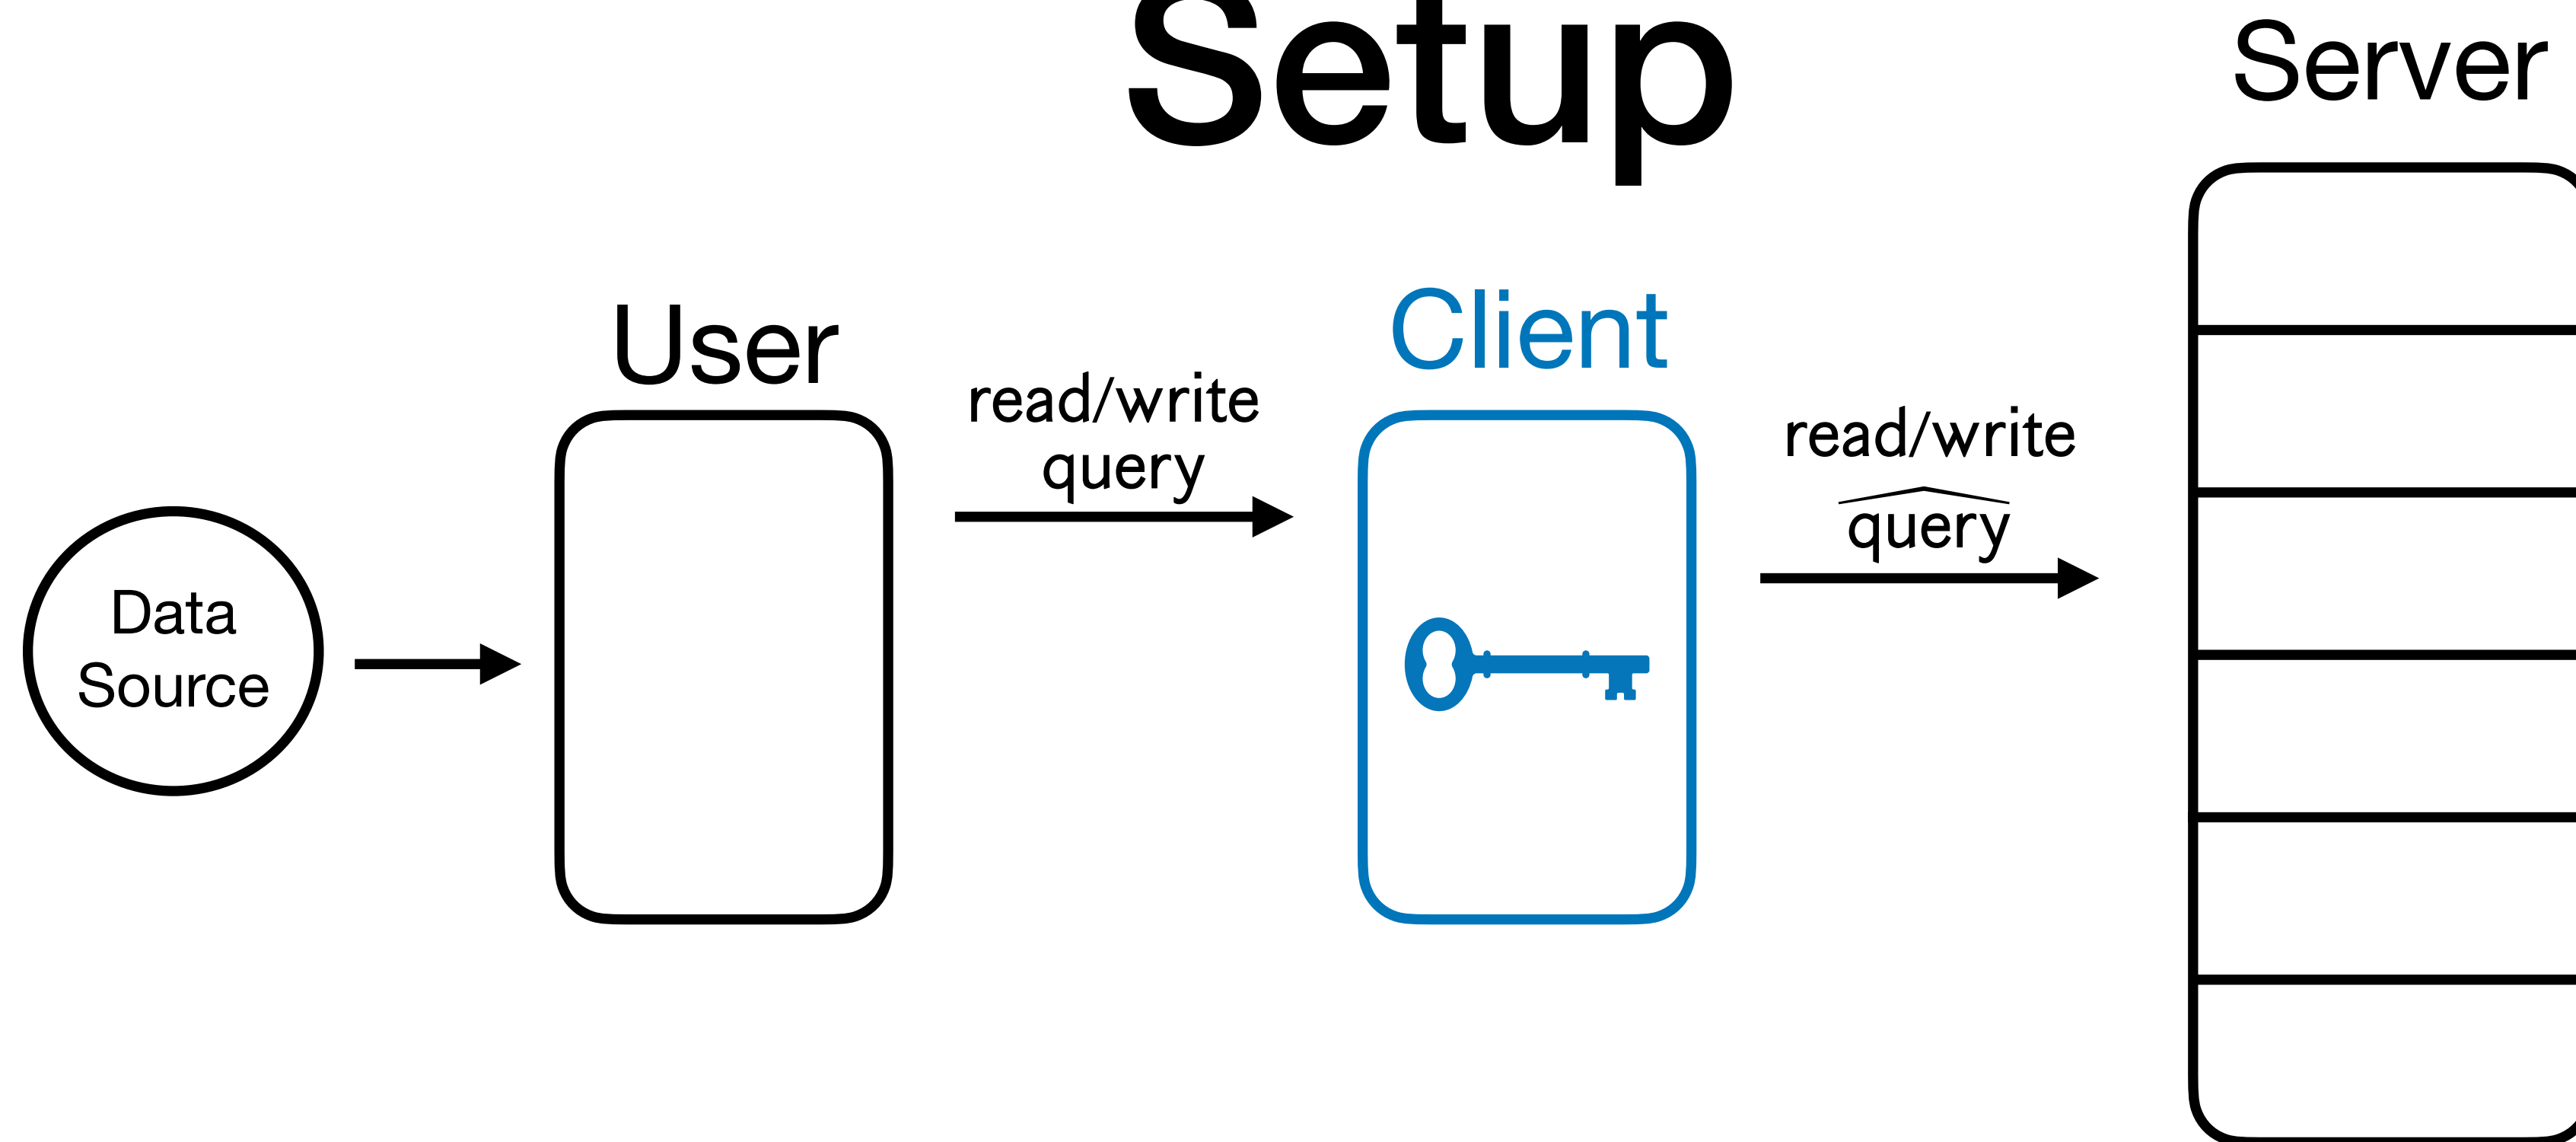 Setup
Server
User
Client
read/write
query
read/write
query
Data
Source